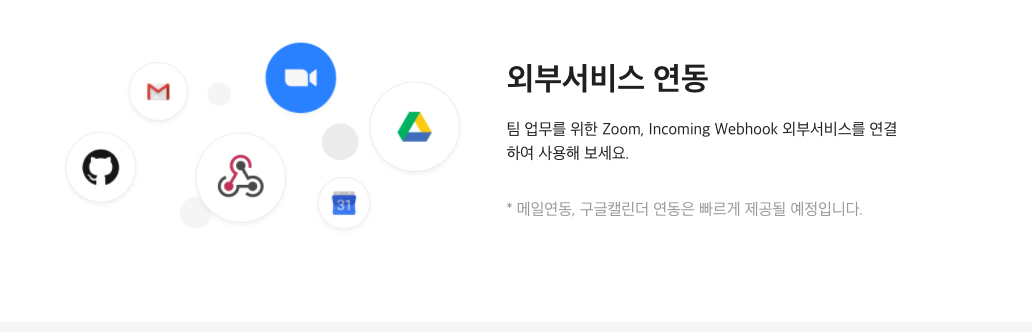 외부서비스 연동
팀 업무를 위한 Zoom, Incoming Webhook 외부서비스를 연결
하여 사용해 보세요.
31
* 메일연동, 구글캘린더 연동은 빠르게 제공될 예정입니다.